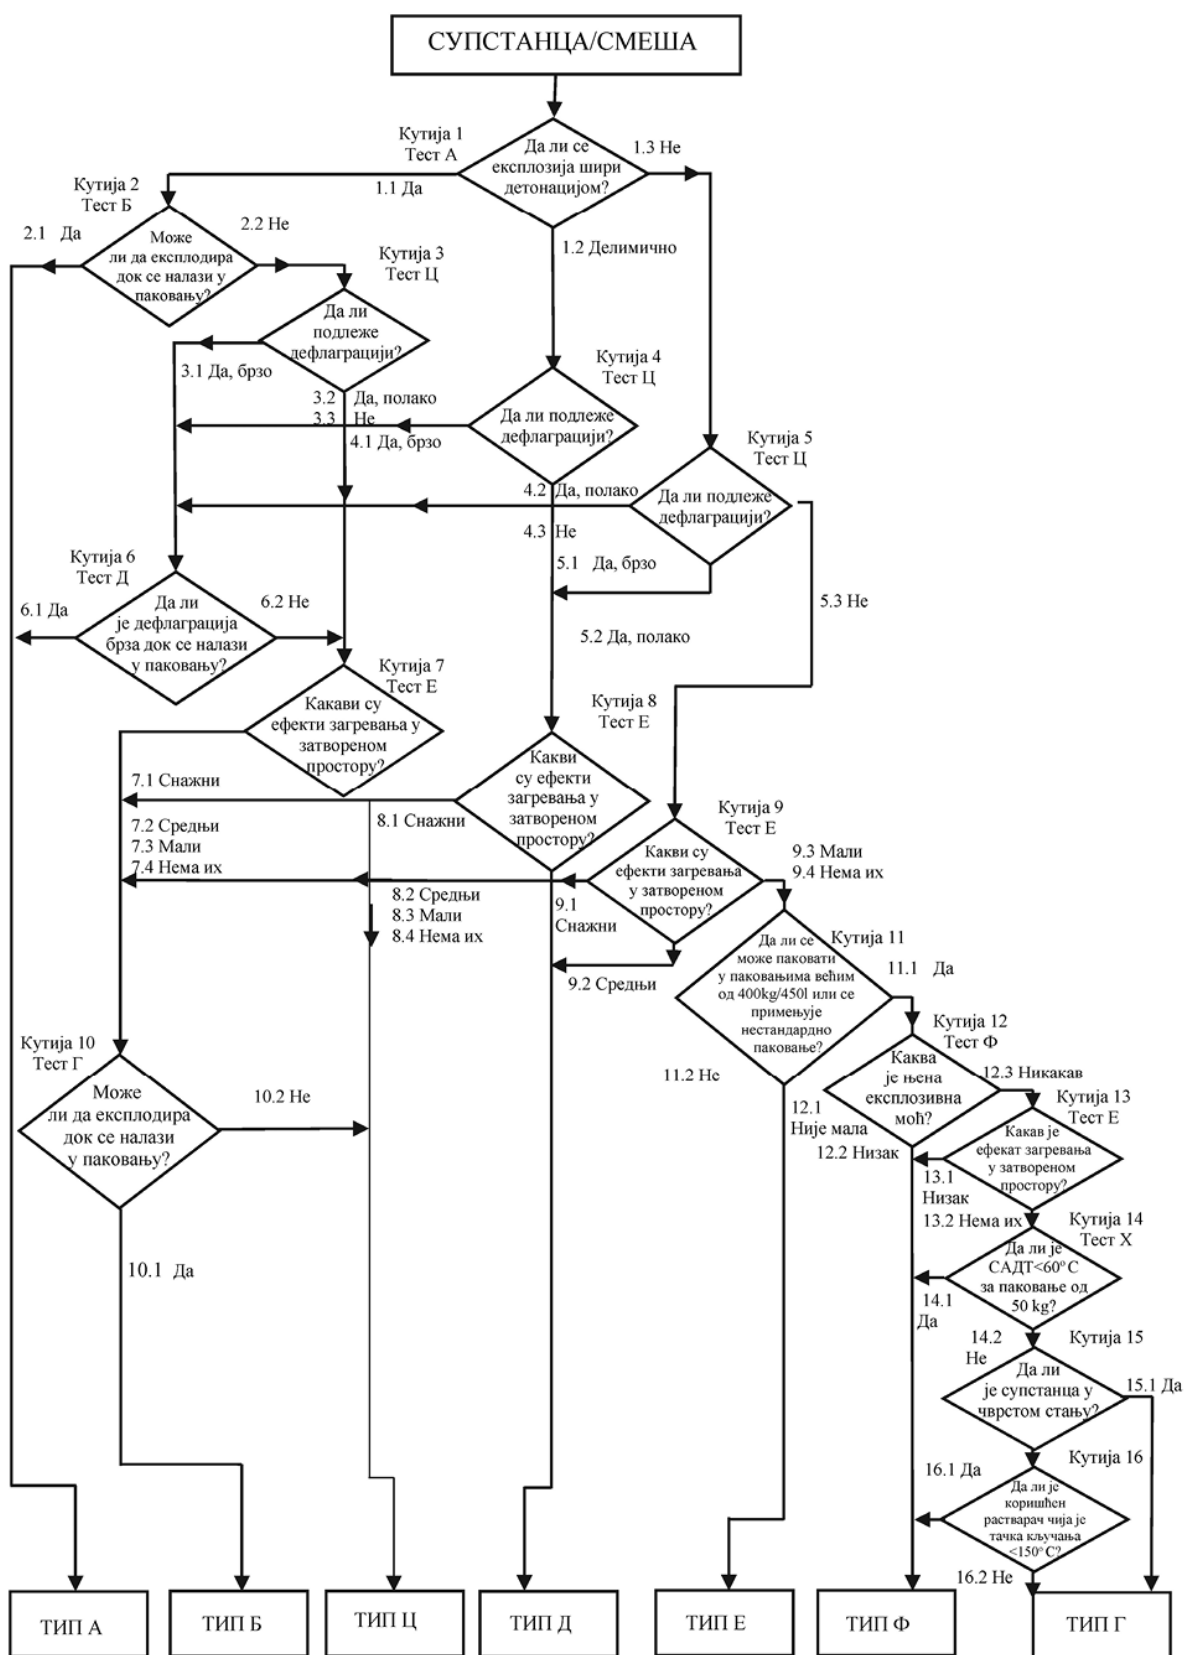 СУПСТАНЦА/СМЕША
Кутија 1
Тест А
Да ли се
експлозија шири
детонацијом?
1.3 Не
1.1 Да
1.2 Делимично
Кутија 2
Тест Б
2.1 Да
2.2 Не
Може
ли да експлодира
док се налази у
паковању?
Кутија 3
Тест Ц
Да ли
подлеже
дефлаграцији?
3.1 Да, брзо
3.2 Да, полако
3.3 Не
Кутија 4
Тест Ц
Да ли подлеже
дефлаграцији?
4.1 Да, брзо
4.2 Да, полако
4.3 Не
Кутија 5
Тест Ц
Да ли подлеже
дефлаграцији?
5.1 Да, брзо
5.2 Да, полако
5.3 Не
Кутија 6
Тест Д
6.1 Да
6.2 Не
Да ли
је дефлаграција
брза док се налази
у паковању?
Кутија 7
Тест Е
Какави су
ефекти загревања у
затвореном
простору?
7.1 Снажни
7.2 Средњи
7.3 Мали
7.4 Нема их
Кутија 8
Тест Е
Какви
су ефекти
загревања у
затвореном
простору?
8.1 Снажни
8.2 Средњи
8.3 Мали
8.4 Нема их
Кутија 9
Тест Е
Какви су
ефекти загревања
у затвореном
простору?
9.1
Снажни
9.2 Средњи
9.3 Мали
9.4 Нема их
Кутија 10
Тест Г
Може
ли да експлодира
док се налази
у паковању?
10.2 Не
10.1 Да
Кутија 11
Да ли се
може паковати
у паковањима већим
од 400kg/450l или се
примењује
нестандардно
паковање?
11.1 Да
11.2 Не
Кутија 12
Тест Ф
Каква
је њена
експлозивна
моћ?
12.1
Није мала
12.2 Низак
12.3 Никакав
Кутија 13
Тест Е
Какав је
ефекат загревања
у затвореном
простору?
13.1
Низак
13.2 Нема их
Кутија 14
Тест Х
Да ли је
САДТ<60° С
за паковање од
50 kg?
14.1
Да
14.2
Не
Кутија 15
Да ли
је супстанца у
чврстом стању?
15.1 Да
Кутија 16
16.1 Да
Да ли је
коришћен
растварач чија је
тачка кључања
<150° С?
16.2 Не
ТИП А
ТИП Б
ТИП Ц
ТИП Д
ТИП Е
ТИП Ф
ТИП Г